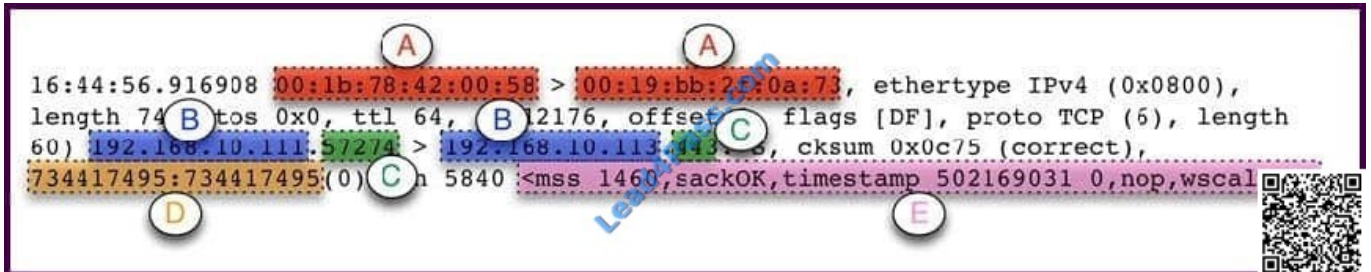 A A
16:44:56.916908 00:1b:78:42:00:58 > 00:19:bb:2 :0a:73, ethertype IPv4 (0x0800),
length 74 B tos 0x0, ttl 64, B 12176, offset flags [DF], proto TCP (6), length
60) 192.168.10.111.57274 > 192.168.10.113 443: C S, cksum 0x0c75 (correct),
734417495:734417495(0) C n 5840 <mss 1460,sackOK,timestamp 502169031 0,nop,wscal
D E